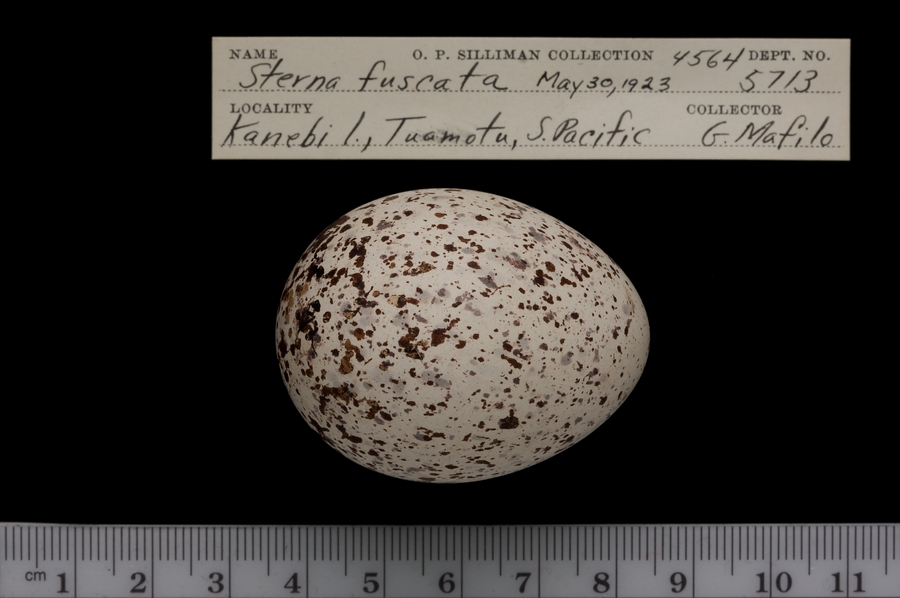 NAME O. P. SILLIMAN COLLECTION 4564 DEPT. NO.
Sterna fuscata May 30, 1923 5713
LOCALITY COLLECTOR
Kanebi I., Tuamotu, S. Pacific G. Mafilo
cm 1 2 3 4 5 6 7 8 9 10 11